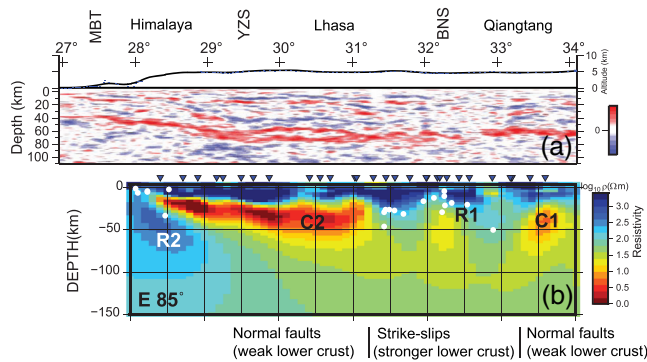 MBT Himalaya YZS Lhasa BNS Qiangtang
27° 28° 29° 30° 31° 32° 33° 34°
10
5
0
Altitude (km)
0
20
40
60
80
100
Depth (km)
(a)
0
0
−50
−100
−150
DEPTH(km)
R2 C2 R1 C1
E 85° (b)
log₁₀ρ(Ωm)
3.0
2.5
2.0
1.5
1.0
0.5
0.0
Resistivity
Normal faults Strike-slips Normal faults
(weak lower crust) (stronger lower crust) (weak lower crust)